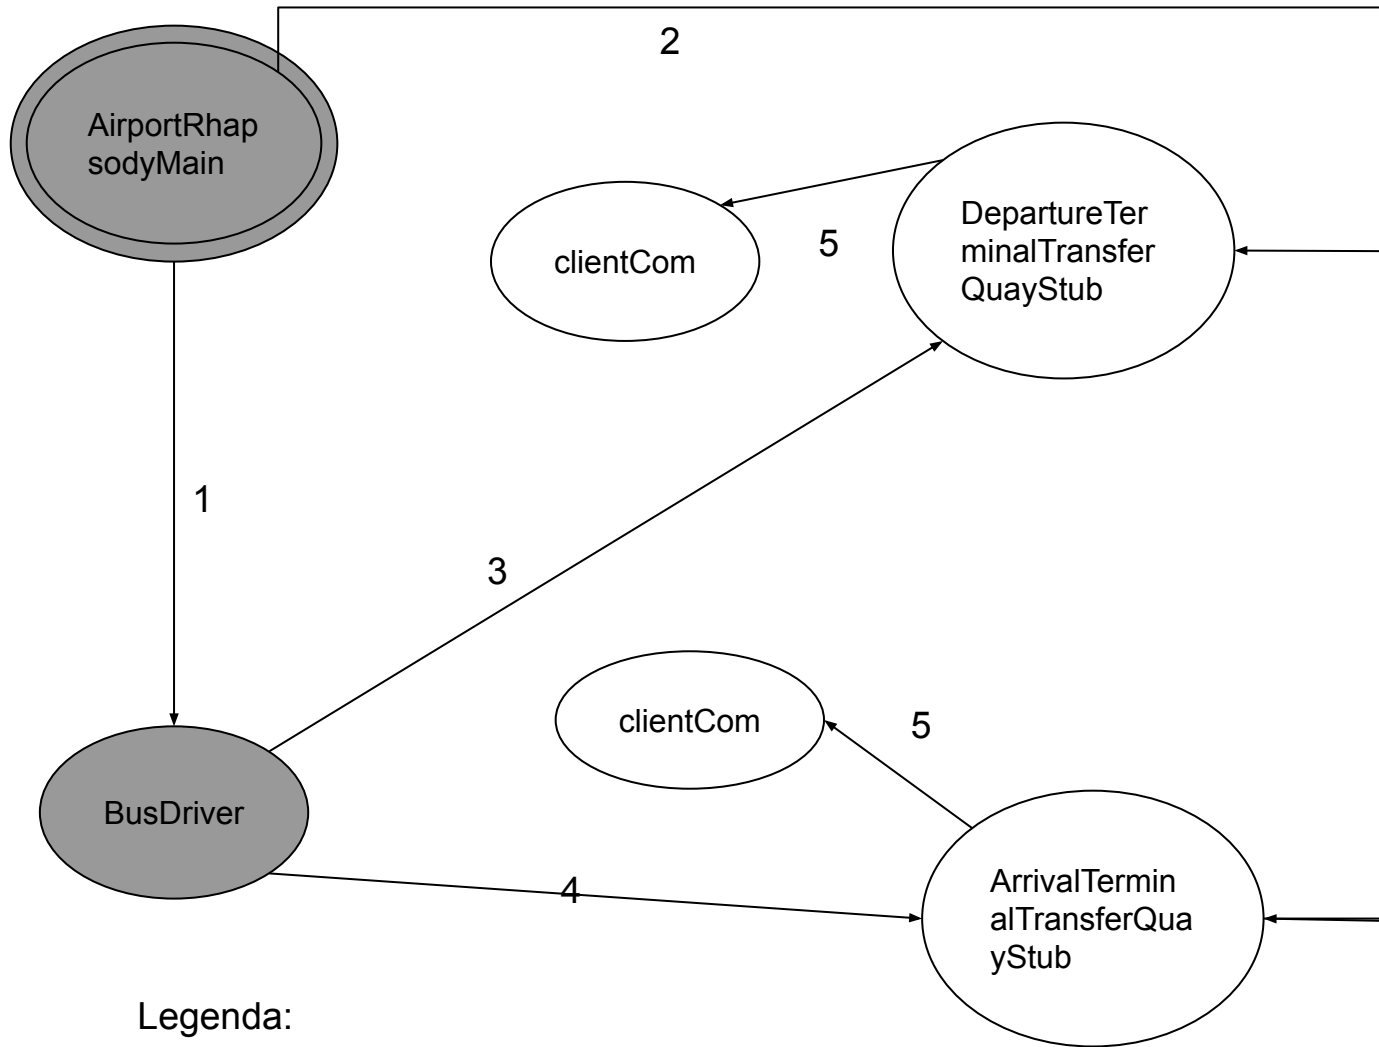 2
AirportRhap
sodyMain
DepartureTer
minalTransfer
QuayStub
clientCom
5
1
3
clientCom
5
BusDriver
4
ArrivalTermin
alTransferQua
yStub
Legenda: